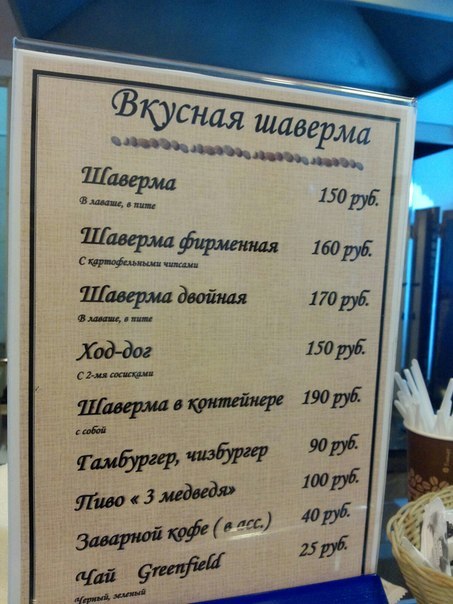 Вкусная шаверма
Шаверма 150 руб.
В лаваше, в пите
Шаверма фирменная 160 руб.
С картофельными чипсами
Шаверма двойная 170 руб.
В лаваше, в пите
Ход-дог 150 руб.
С 2-мя сосисками
Шаверма в контейнере 190 руб.
с собой
Гамбургер, чизбургер 90 руб.
Пиво « 3 медведя» 100 руб.
Заварной кофе ( в асс.) 40 руб.
Чай Greenfield 25 руб.
Черный, зеленый